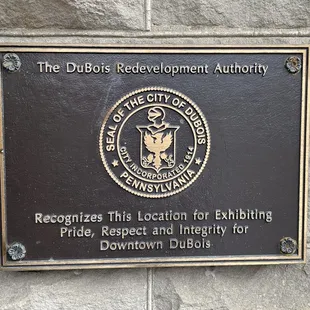 The DuBois Redevelopment Authority
SEAL OF THE CITY OF DUBOIS
CITY INCORPORATED 1914
PENNSYLVANIA
Recognizes This Location for Exhibiting
Pride, Respect and Integrity for
Downtown DuBois